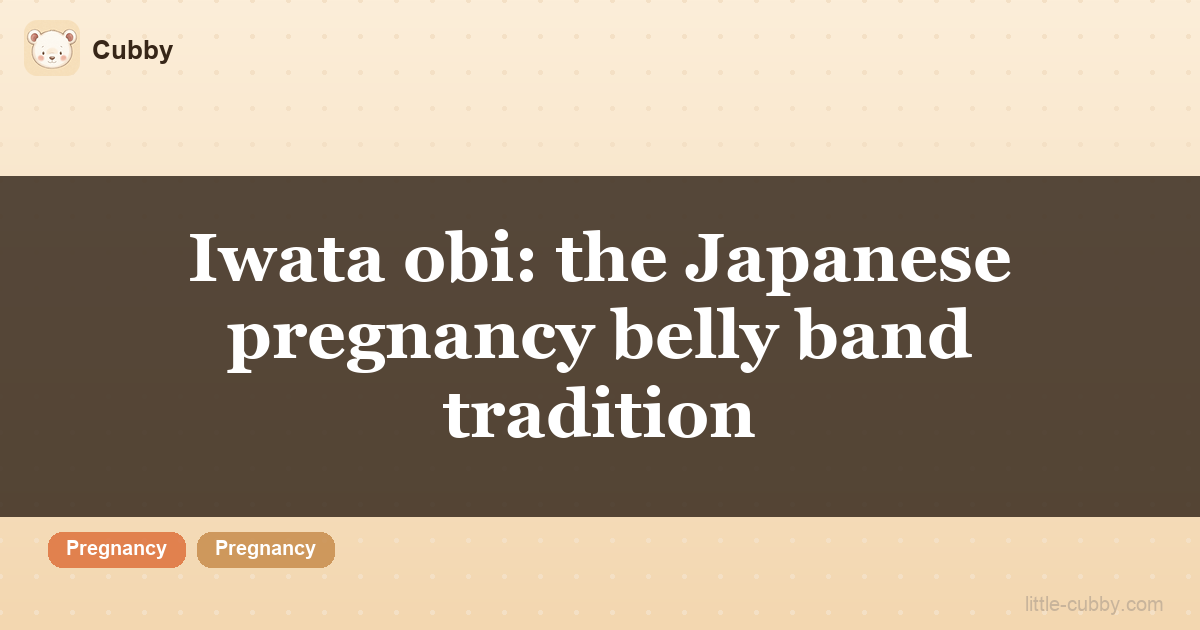 Cubby
Iwata obi: the Japanese
pregnancy belly band
tradition
Pregnancy Pregnancy
little-cubby.com